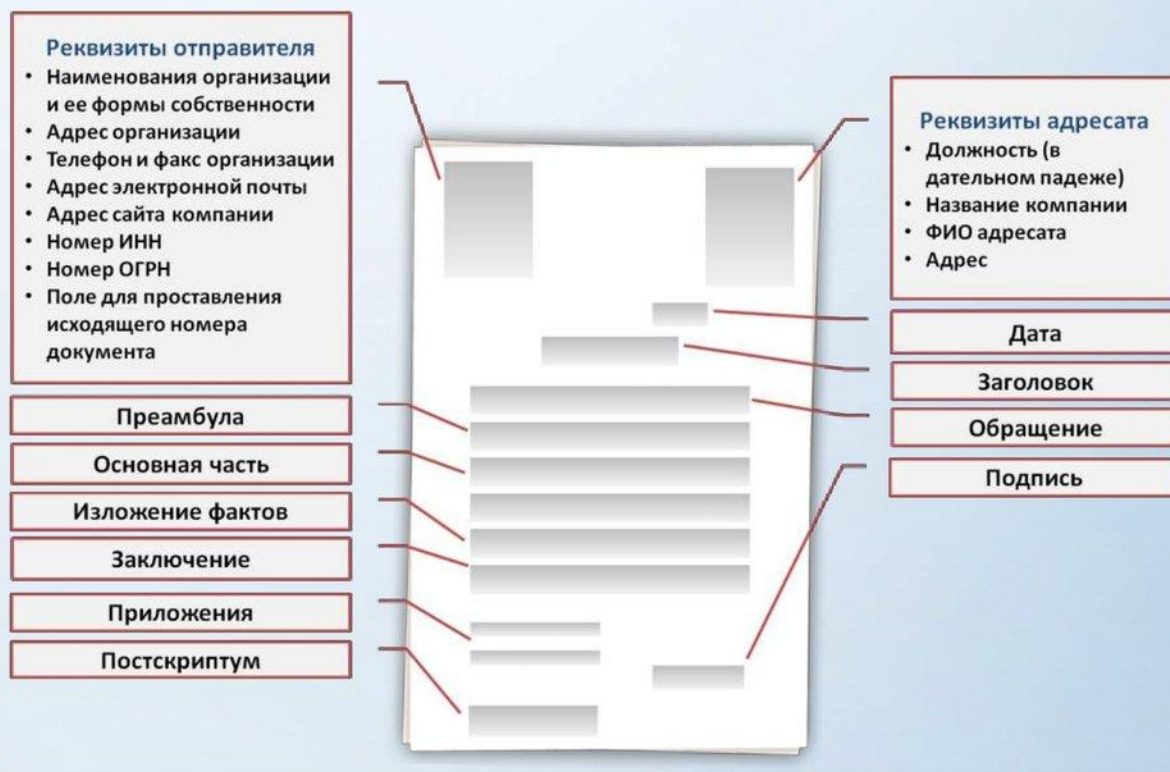 Реквизиты отправителя
• Наименования организации
и ее формы собственности
• Адрес организации
• Телефон и факс организации
• Адрес электронной почты
• Адрес сайта компании
• Номер ИНН
• Номер ОГРН
• Поле для проставления
исходящего номера
документа
Преамбула
Основная часть
Изложение фактов
Заключение
Приложения
Постскриптум
Реквизиты адресата
• Должность (в
дательном падеже)
• Название компании
• ФИО адресата
• Адрес
Дата
Заголовок
Обращение
Подпись